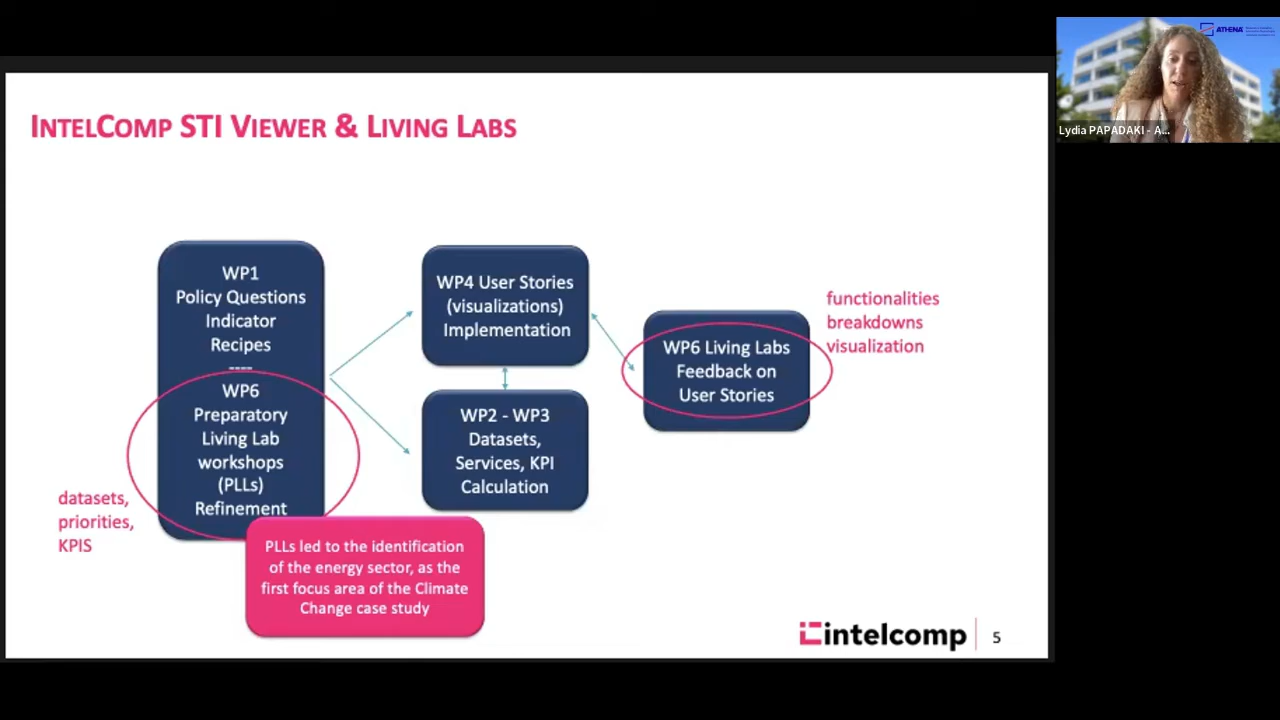 INTELCOMP STI VIEWER & LIVING LABS
WP1
Policy Questions
Indicator
Recipes
----
WP6
Preparatory
Living Lab
workshops
(PLLs)
Refinement
datasets,
priorities,
KPIS
PLLs led to the identification
of the energy sector, as the
first focus area of the Climate
Change case study
WP4 User Stories
(visualizations)
Implementation
WP2 - WP3
Datasets,
Services, KPI
Calculation
WP6 Living Labs
Feedback on
User Stories
functionalities
breakdowns
visualization
intelcomp
5
ATHENA
Lydia PAPADAKI - A...